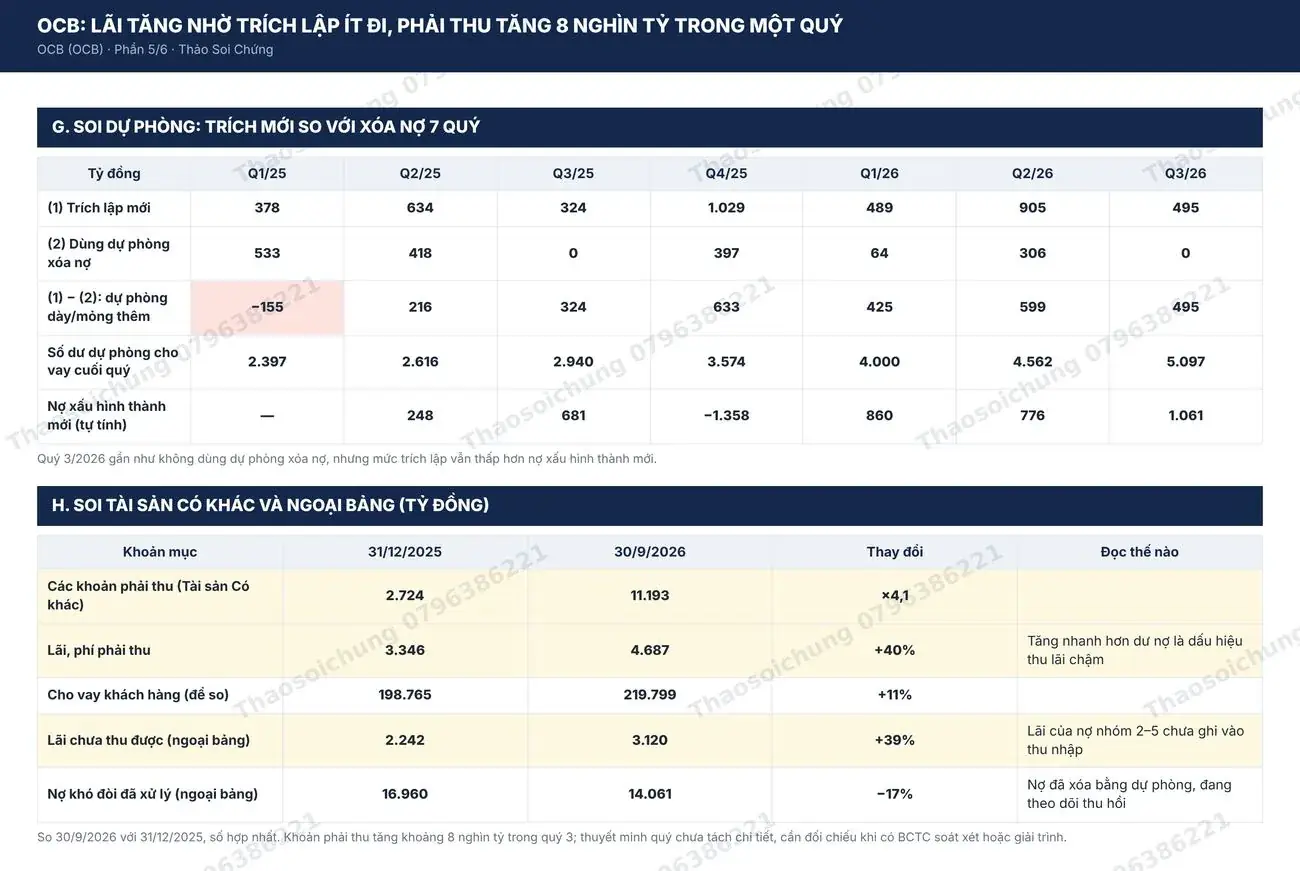 OCB: LÃI TĂNG NHỜ TRÍCH LẬP ÍT ĐI, PHẢI THU TĂNG 8 NGHÌN TỶ TRONG MỘT QUÝ
OCB (OCB) · Phần 5/6 · Thảo Soi Chứng
G. SOI DỰ PHÒNG: TRÍCH MỚI SO VỚI XÓA NỢ 7 QUÝ
Tỷ đồng Q1/25 Q2/25 Q3/25 Q4/25 Q1/26 Q2/26 Q3/26
(1) Trích lập mới 378 634 324 1.029 489 905 495
(2) Dùng dự phòng
xóa nợ 533 418 0 397 64 306 0
(1) − (2): dự phòng
dày/mỏng thêm −155 216 324 633 425 599 495
Số dư dự phòng cho
vay cuối quý 2.397 2.616 2.940 3.574 4.000 4.562 5.097
Nợ xấu hình thành
mới (tự tính) — 248 681 −1.358 860 776 1.061
Quý 3/2026 gần như không dùng dự phòng xóa nợ, nhưng mức trích lập vẫn thấp hơn nợ xấu hình thành mới.
H. SOI TÀI SẢN CÓ KHÁC VÀ NGOẠI BẢNG (TỶ ĐỒNG)
Khoản mục 31/12/2025 30/9/2026 Thay đổi Đọc thế nào
Các khoản phải thu (Tài sản Có
khác) 2.724 11.193 ×4,1
Lãi, phí phải thu 3.346 4.687 +40% Tăng nhanh hơn dư nợ là dấu hiệu
thu lãi chậm
Cho vay khách hàng (để so) 198.765 219.799 +11%
Lãi chưa thu được (ngoại bảng) 2.242 3.120 +39% Lãi của nợ nhóm 2–5 chưa ghi vào
thu nhập
Nợ khó đòi đã xử lý (ngoại bảng) 16.960 14.061 −17% Nợ đã xóa bằng dự phòng, đang
theo dõi thu hồi
So 30/9/2026 với 31/12/2025, số hợp nhất. Khoản phải thu tăng khoảng 8 nghìn tỷ trong quý 3; thuyết minh quý chưa tách chi tiết, cần đối chiếu khi có BCTC soát xét hoặc giải trình.
Thaosoichung 0796386221